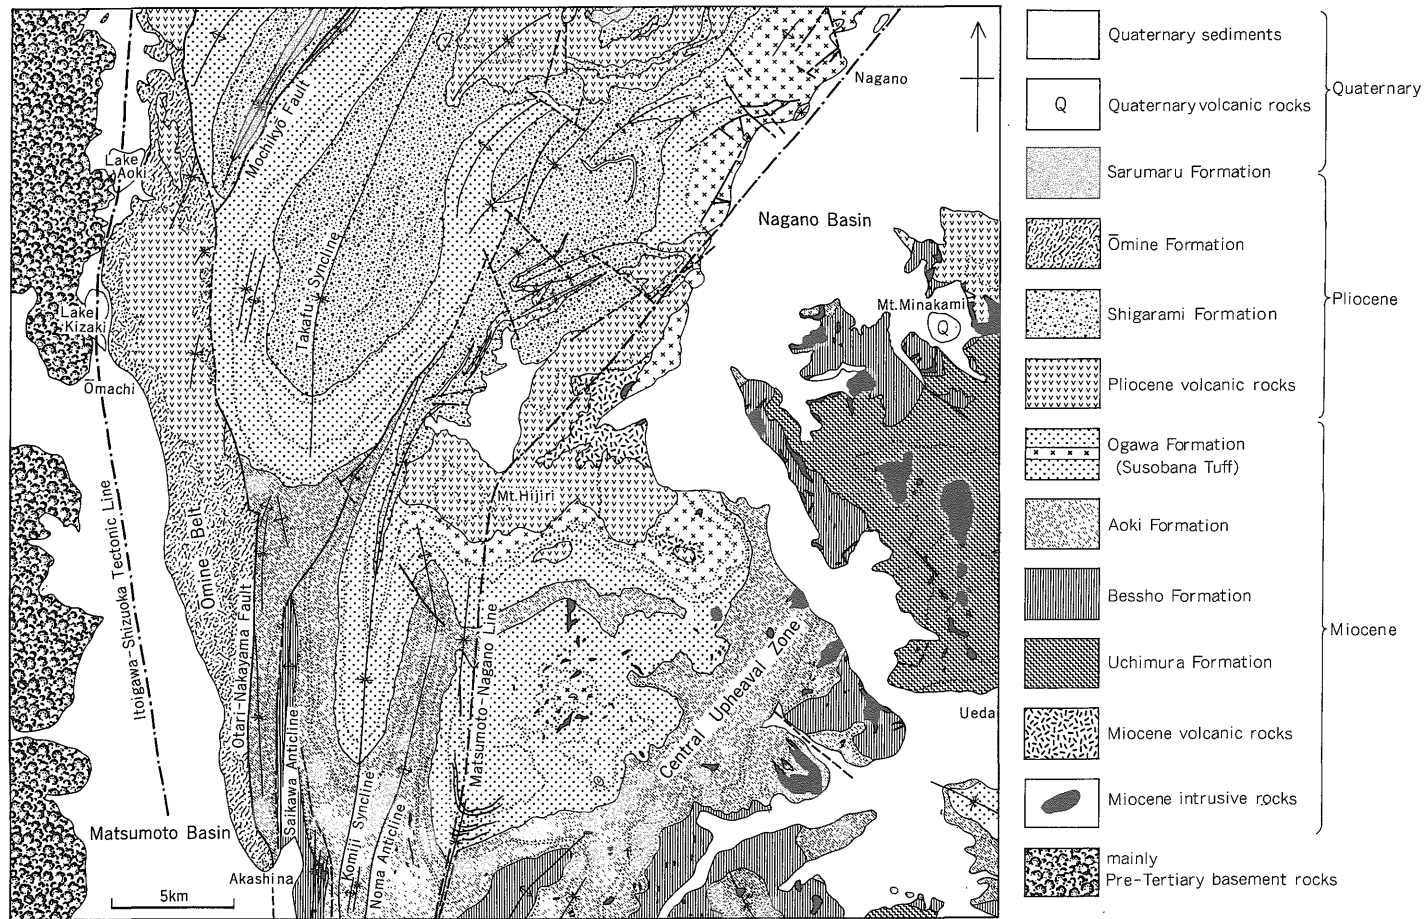 Nagano
Mochikyō Fault
Lake
Aoki
Nagano Basin
Takafu Syncline
Mt.Minakami
Q
Lake
Kizaki
Ōmachi
Mt.Hijiri
Itoigawa-Shizuoka Tectonic Line
Ōmine Belt
Otari-Nakayama Fault
Saikawa Anticline
Komiji Syncline
Noma Anticline
Matsumoto-Nagano Line
Central Upheaval Zone
Ueda
Matsumoto Basin
Akashina
5km
Quaternary sediments
Q
Quaternary volcanic rocks
Quaternary
Sarumaru Formation
Ōmine Formation
Shigarami Formation
Pliocene
Pliocene volcanic rocks
Ogawa Formation
(Susobana Tuff)
Aoki Formation
Bessho Formation
Miocene
Uchimura Formation
Miocene volcanic rocks
Miocene intrusive rocks
mainly
Pre-Tertiary basement rocks